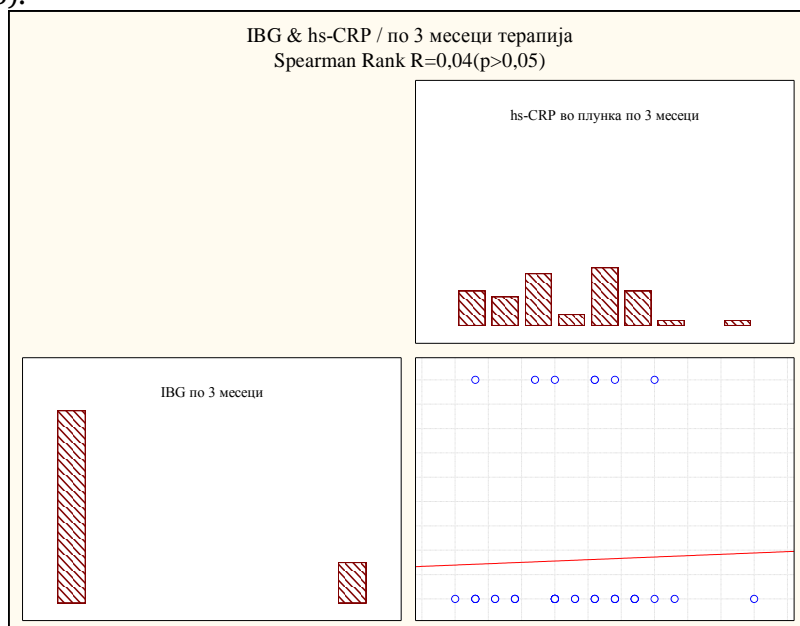 IBG & hs-CRP / по 3 месеци терапија
Spearman Rank R=0,04(p>0,05)
hs-CRP во плунка по 3 месеци
IBG по 3 месеци